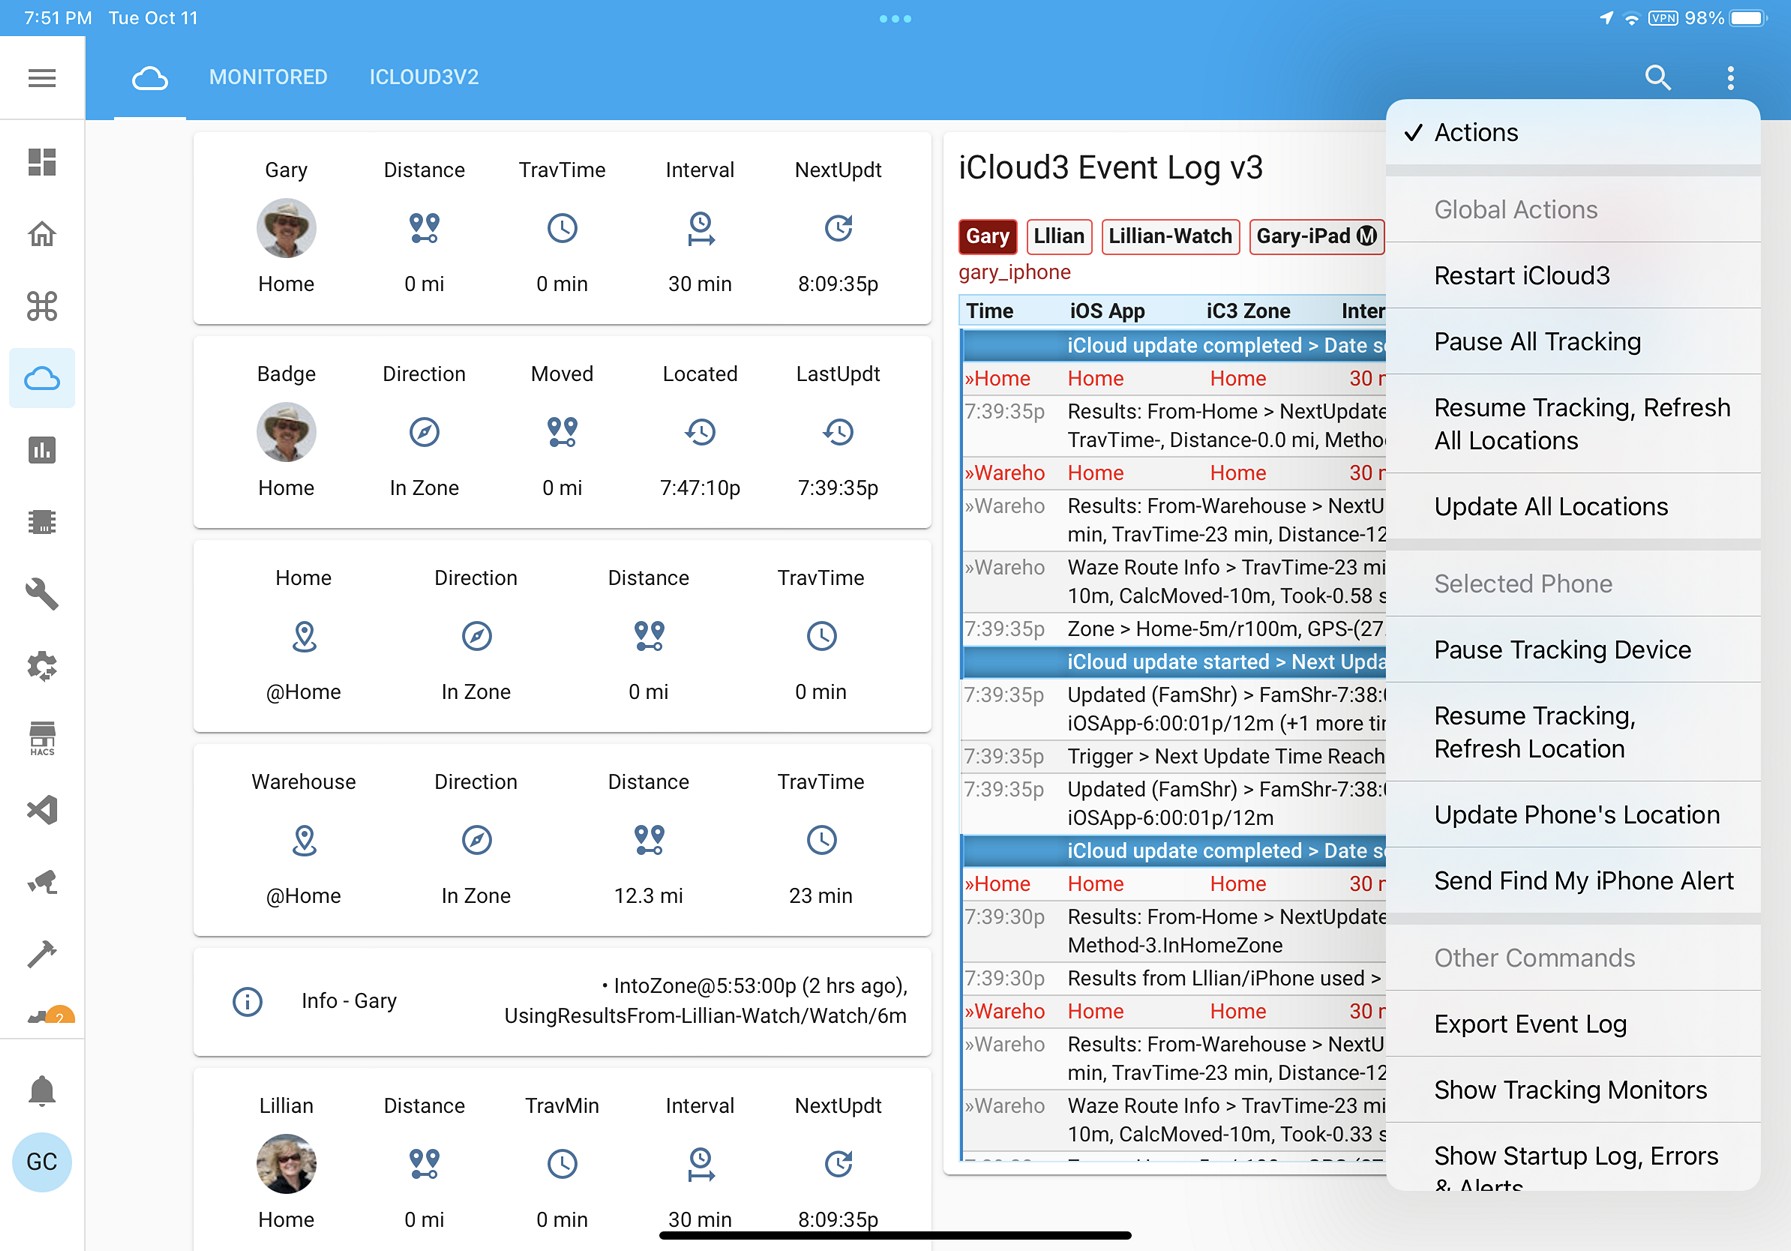 7:51 PM Tue Oct 11
VPN 98%
MONITORED ICLOUD3V2
Gary Distance TravTime Interval NextUpdt
Home 0 mi 0 min 30 min 8:09:35p
Badge Direction Moved Located LastUpdt
Home In Zone 0 mi 7:47:10p 7:39:35p
Home Direction Distance TravTime
@Home In Zone 0 mi 0 min
Warehouse Direction Distance TravTime
@Home In Zone 12.3 mi 23 min
Info - Gary
• IntoZone@5:53:00p (2 hrs ago),
UsingResultsFrom-Lillian-Watch/Watch/6m
Lillian Distance TravMin Interval NextUpdt
Home 0 mi 0 min 30 min 8:09:35p
HACS
2
GC
iCloud3 Event Log v3
Gary Lllian Lillian-Watch Gary-iPad M
gary_iphone
Time iOS App iC3 Zone Inter
iCloud update completed > Date s
»Home Home Home 30
7:39:35p Results: From-Home > NextUpdate
TravTime-, Distance-0.0 mi, Metho
»Wareho Home Home 30
»Wareho Results: From-Warehouse > NextU
min, TravTime-23 min, Distance-12
»Wareho Waze Route Info > TravTime-23 mi
10m, CalcMoved-10m, Took-0.58 s
7:39:35p Zone > Home-5m/r100m, GPS-(27.
iCloud update started > Next Upda
7:39:35p Updated (FamShr) > FamShr-7:38:
iOSApp-6:00:01p/12m (+1 more tir
7:39:35p Trigger > Next Update Time Reach
7:39:35p Updated (FamShr) > FamShr-7:38:
iOSApp-6:00:01p/12m
iCloud update completed > Date s
»Home Home Home 30
7:39:30p Results: From-Home > NextUpdate
Method-3.InHomeZone
7:39:30p Results from Lllian/iPhone used >
»Wareho Home Home 30
»Wareho Results: From-Warehouse > NextU
min, TravTime-23 min, Distance-12
»Wareho Waze Route Info > TravTime-23 mi
10m, CalcMoved-10m, Took-0.33 s
Actions
Global Actions
Restart iCloud3
Pause All Tracking
Resume Tracking, Refresh
All Locations
Update All Locations
Selected Phone
Pause Tracking Device
Resume Tracking,
Refresh Location
Update Phone's Location
Send Find My iPhone Alert
Other Commands
Export Event Log
Show Tracking Monitors
Show Startup Log, Errors
& Alerts